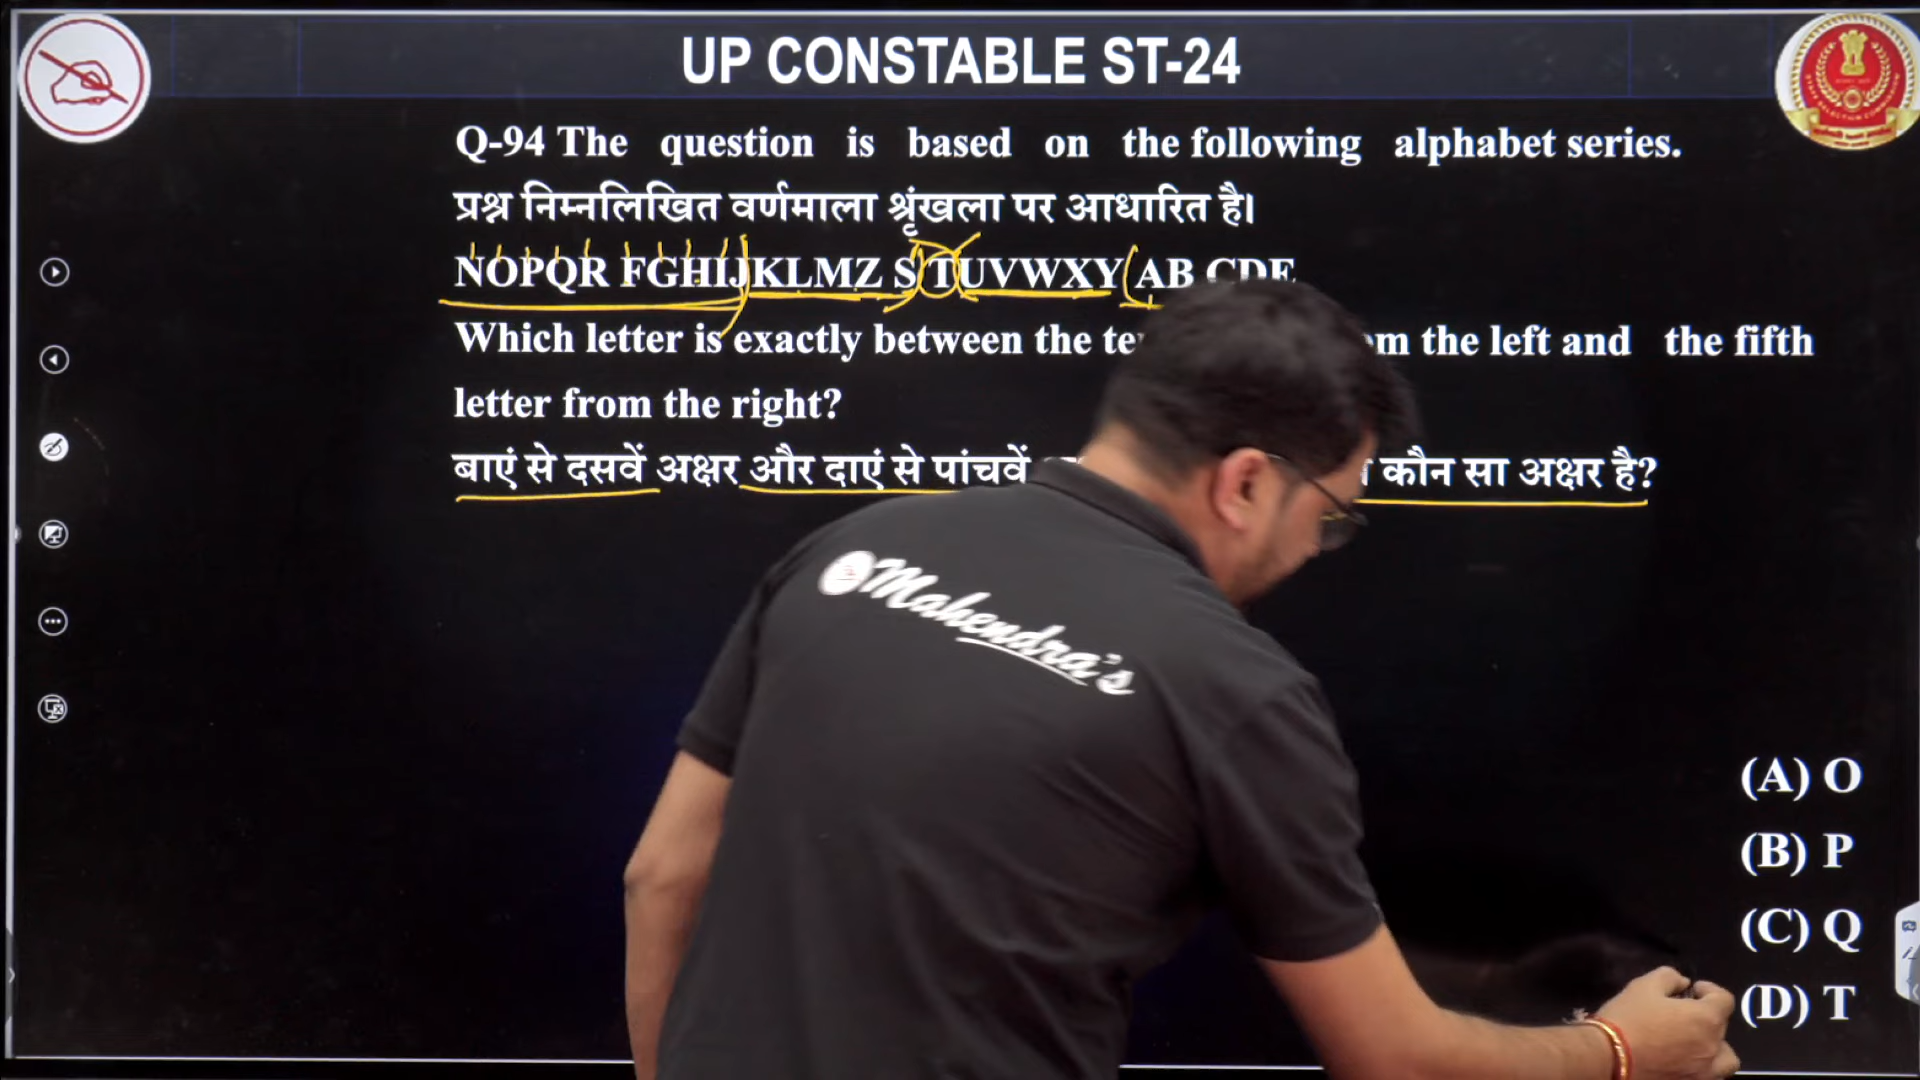 UP CONSTABLE ST-24
Q-94 The question is based on the following alphabet series.
प्रश्न निम्नलिखित वर्णमाला श्रृंखला पर आधारित है।
NOPQR FGHIJKLMZ STUVWXY AB CDE
Which letter is exactly between the from the left and the fifth
letter from the right?
बाएं से दसवें अक्षर और दाएं से पांचवें कौन सा अक्षर है?
Mahendra's
(A) O
(B) P
(C) Q
(D) T